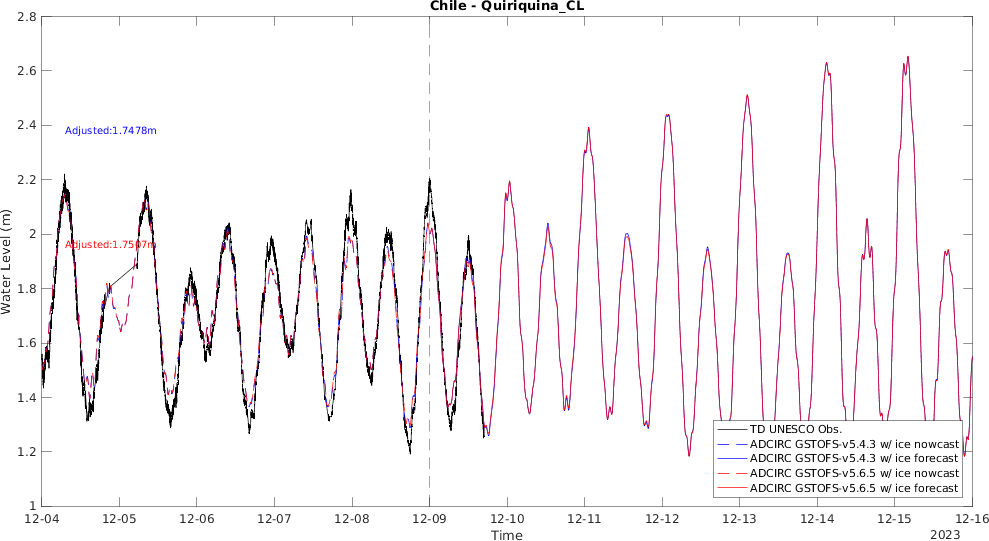 Chile - Quiriquina_CL
2.8
2.6
2.4
2.2
2
1.8
1.6
1.4
1.2
1
Water Level (m)
Adjusted:1.7478m
Adjusted:1.7507m
TD UNESCO Obs.
ADCIRC GSTOFS-v5.4.3 w/ ice nowcast
ADCIRC GSTOFS-v5.4.3 w/ ice forecast
ADCIRC GSTOFS-v5.6.5 w/ ice nowcast
ADCIRC GSTOFS-v5.6.5 w/ ice forecast
12-04 12-05 12-06 12-07 12-08 12-09 12-10 12-11 12-12 12-13 12-14 12-15 12-16
Time
2023